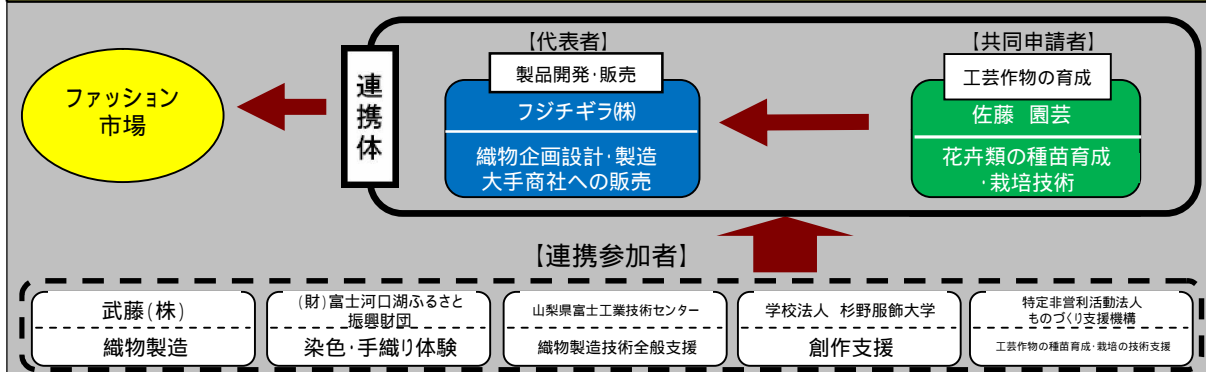 【代表者】
【共同申請者】
連携体
製品開発・販売
工芸作物の育成
ファッション
市場
フジチギラ㈱
織物企画設計・製造
大手商社への販売
佐藤 園芸
花卉類の種苗育成
・栽培技術
【連携参加者】
武藤(株)
織物製造
(財)富士河口湖ふるさと
振興財団
染色・手織り体験
山梨県富士工業技術センター
織物製造技術全般支援
学校法人 杉野服飾大学
創作支援
特定非営利活動法人
ものづくり支援機構
工芸作物の種苗育成・栽培の技術支援